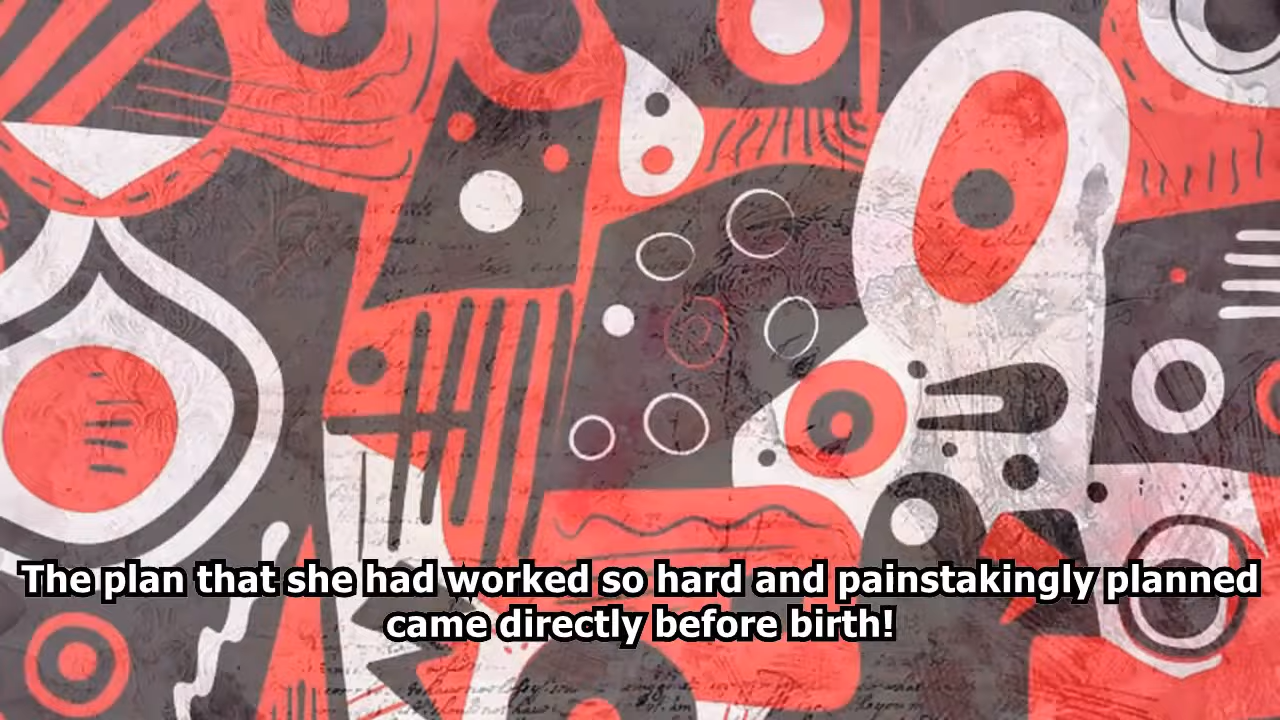 The plan that she had worked so hard and painstakingly planned
came directly before birth!